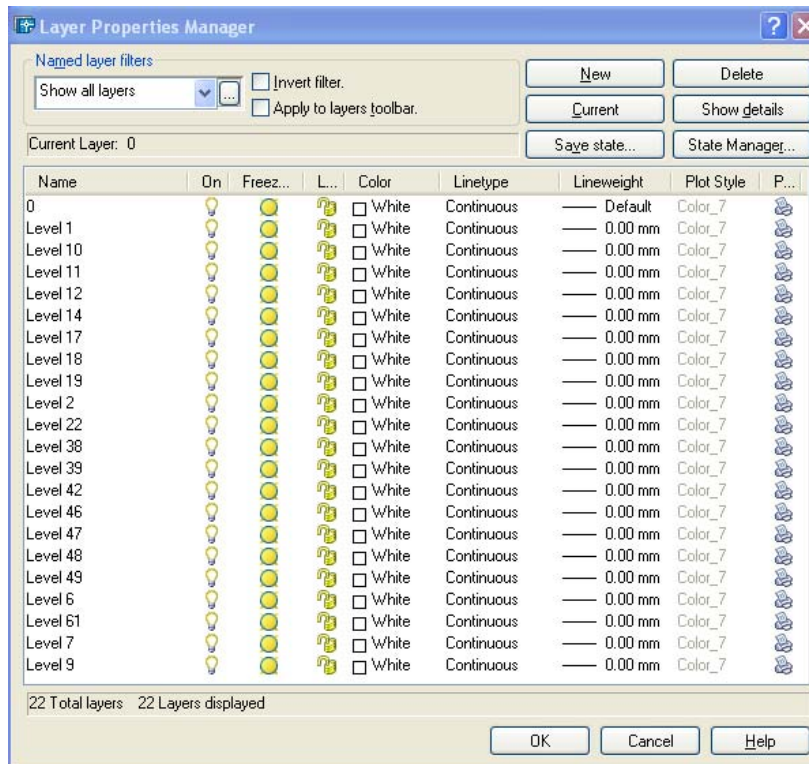 Layer Properties Manager
Named layer filters
Show all layers
...
Invert filter.
Apply to layers toolbar.
New
Delete
Current
Show details
Current Layer: 0
Save state...
State Manager...
Name On Freez... L... Color Linetype Lineweight Plot Style P...
0 White Continuous Default Color_7
Level 1 White Continuous 0.00 mm Color_7
Level 10 White Continuous 0.00 mm Color_7
Level 11 White Continuous 0.00 mm Color_7
Level 12 White Continuous 0.00 mm Color_7
Level 14 White Continuous 0.00 mm Color_7
Level 17 White Continuous 0.00 mm Color_7
Level 18 White Continuous 0.00 mm Color_7
Level 19 White Continuous 0.00 mm Color_7
Level 2 White Continuous 0.00 mm Color_7
Level 22 White Continuous 0.00 mm Color_7
Level 38 White Continuous 0.00 mm Color_7
Level 39 White Continuous 0.00 mm Color_7
Level 42 White Continuous 0.00 mm Color_7
Level 46 White Continuous 0.00 mm Color_7
Level 47 White Continuous 0.00 mm Color_7
Level 48 White Continuous 0.00 mm Color_7
Level 49 White Continuous 0.00 mm Color_7
Level 6 White Continuous 0.00 mm Color_7
Level 61 White Continuous 0.00 mm Color_7
Level 7 White Continuous 0.00 mm Color_7
Level 9 White Continuous 0.00 mm Color_7
22 Total layers 22 Layers displayed
OK
Cancel
Help